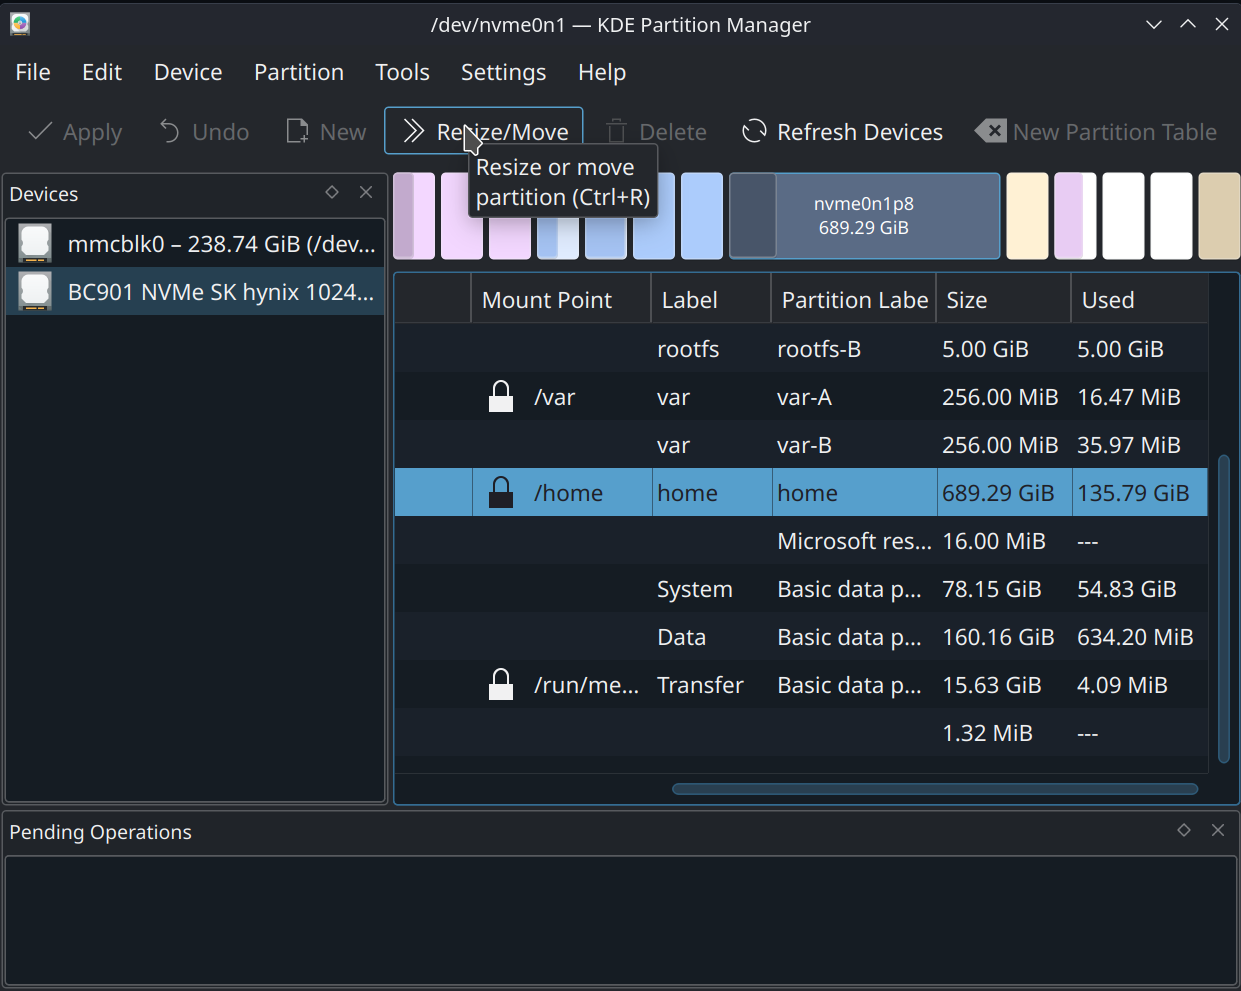 /dev/nvme0n1 — KDE Partition Manager
File Edit Device Partition Tools Settings Help
Apply Undo New Resize/Move Delete Refresh Devices New Partition Table
Resize or move
partition (Ctrl+R)
Devices
mmcblk0 – 238.74 GiB (/dev...
BC901 NVMe SK hynix 1024...
nvme0n1p8
689.29 GiB
Mount Point Label Partition Labe Size Used
rootfs rootfs-B 5.00 GiB 5.00 GiB
/var var var-A 256.00 MiB 16.47 MiB
var var-B 256.00 MiB 35.97 MiB
/home home home 689.29 GiB 135.79 GiB
Microsoft res... 16.00 MiB ---
System Basic data p... 78.15 GiB 54.83 GiB
Data Basic data p... 160.16 GiB 634.20 MiB
/run/me... Transfer Basic data p... 15.63 GiB 4.09 MiB
1.32 MiB ---
Pending Operations